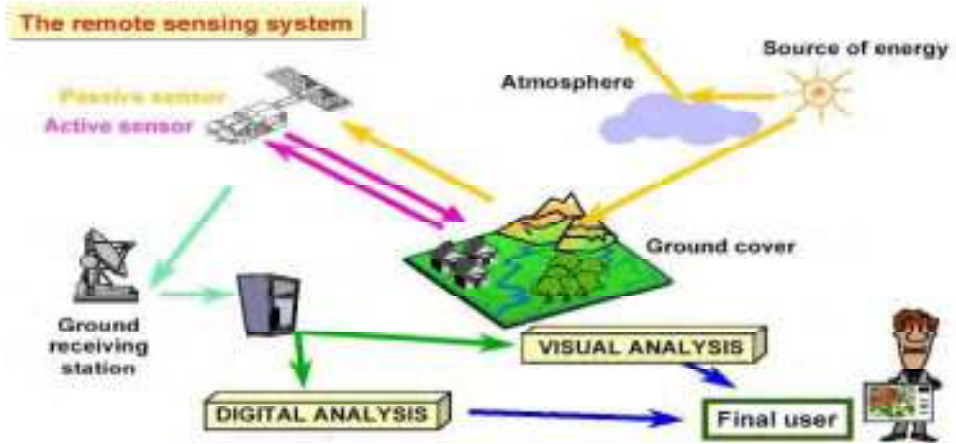 The remote sensing system
Source of energy
Atmosphere
Passive sensor
Active sensor
Ground cover
Ground
receiving
station
VISUAL ANALYSIS
DIGITAL ANALYSIS
Final user